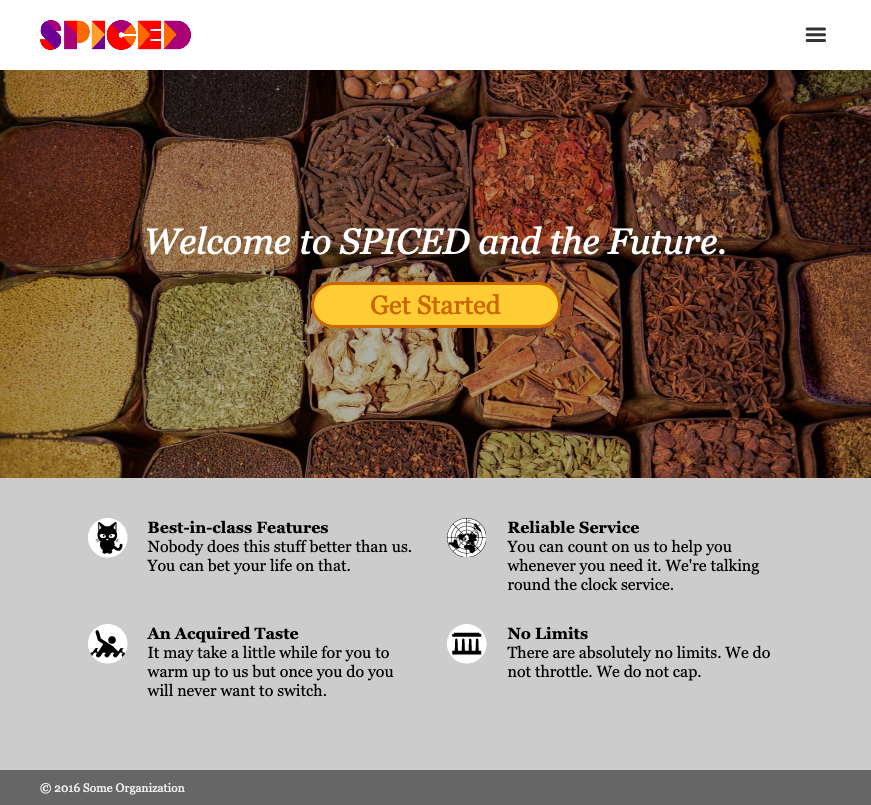 SPICED
Welcome to SPICED and the Future.
Get Started
Best-in-class Features
Nobody does this stuff better than us.
You can bet your life on that.
Reliable Service
You can count on us to help you
whenever you need it. We're talking
round the clock service.
An Acquired Taste
It may take a little while for you to
warm up to us but once you do you
will never want to switch.
No Limits
There are absolutely no limits. We do
not throttle. We do not cap.
© 2016 Some Organization